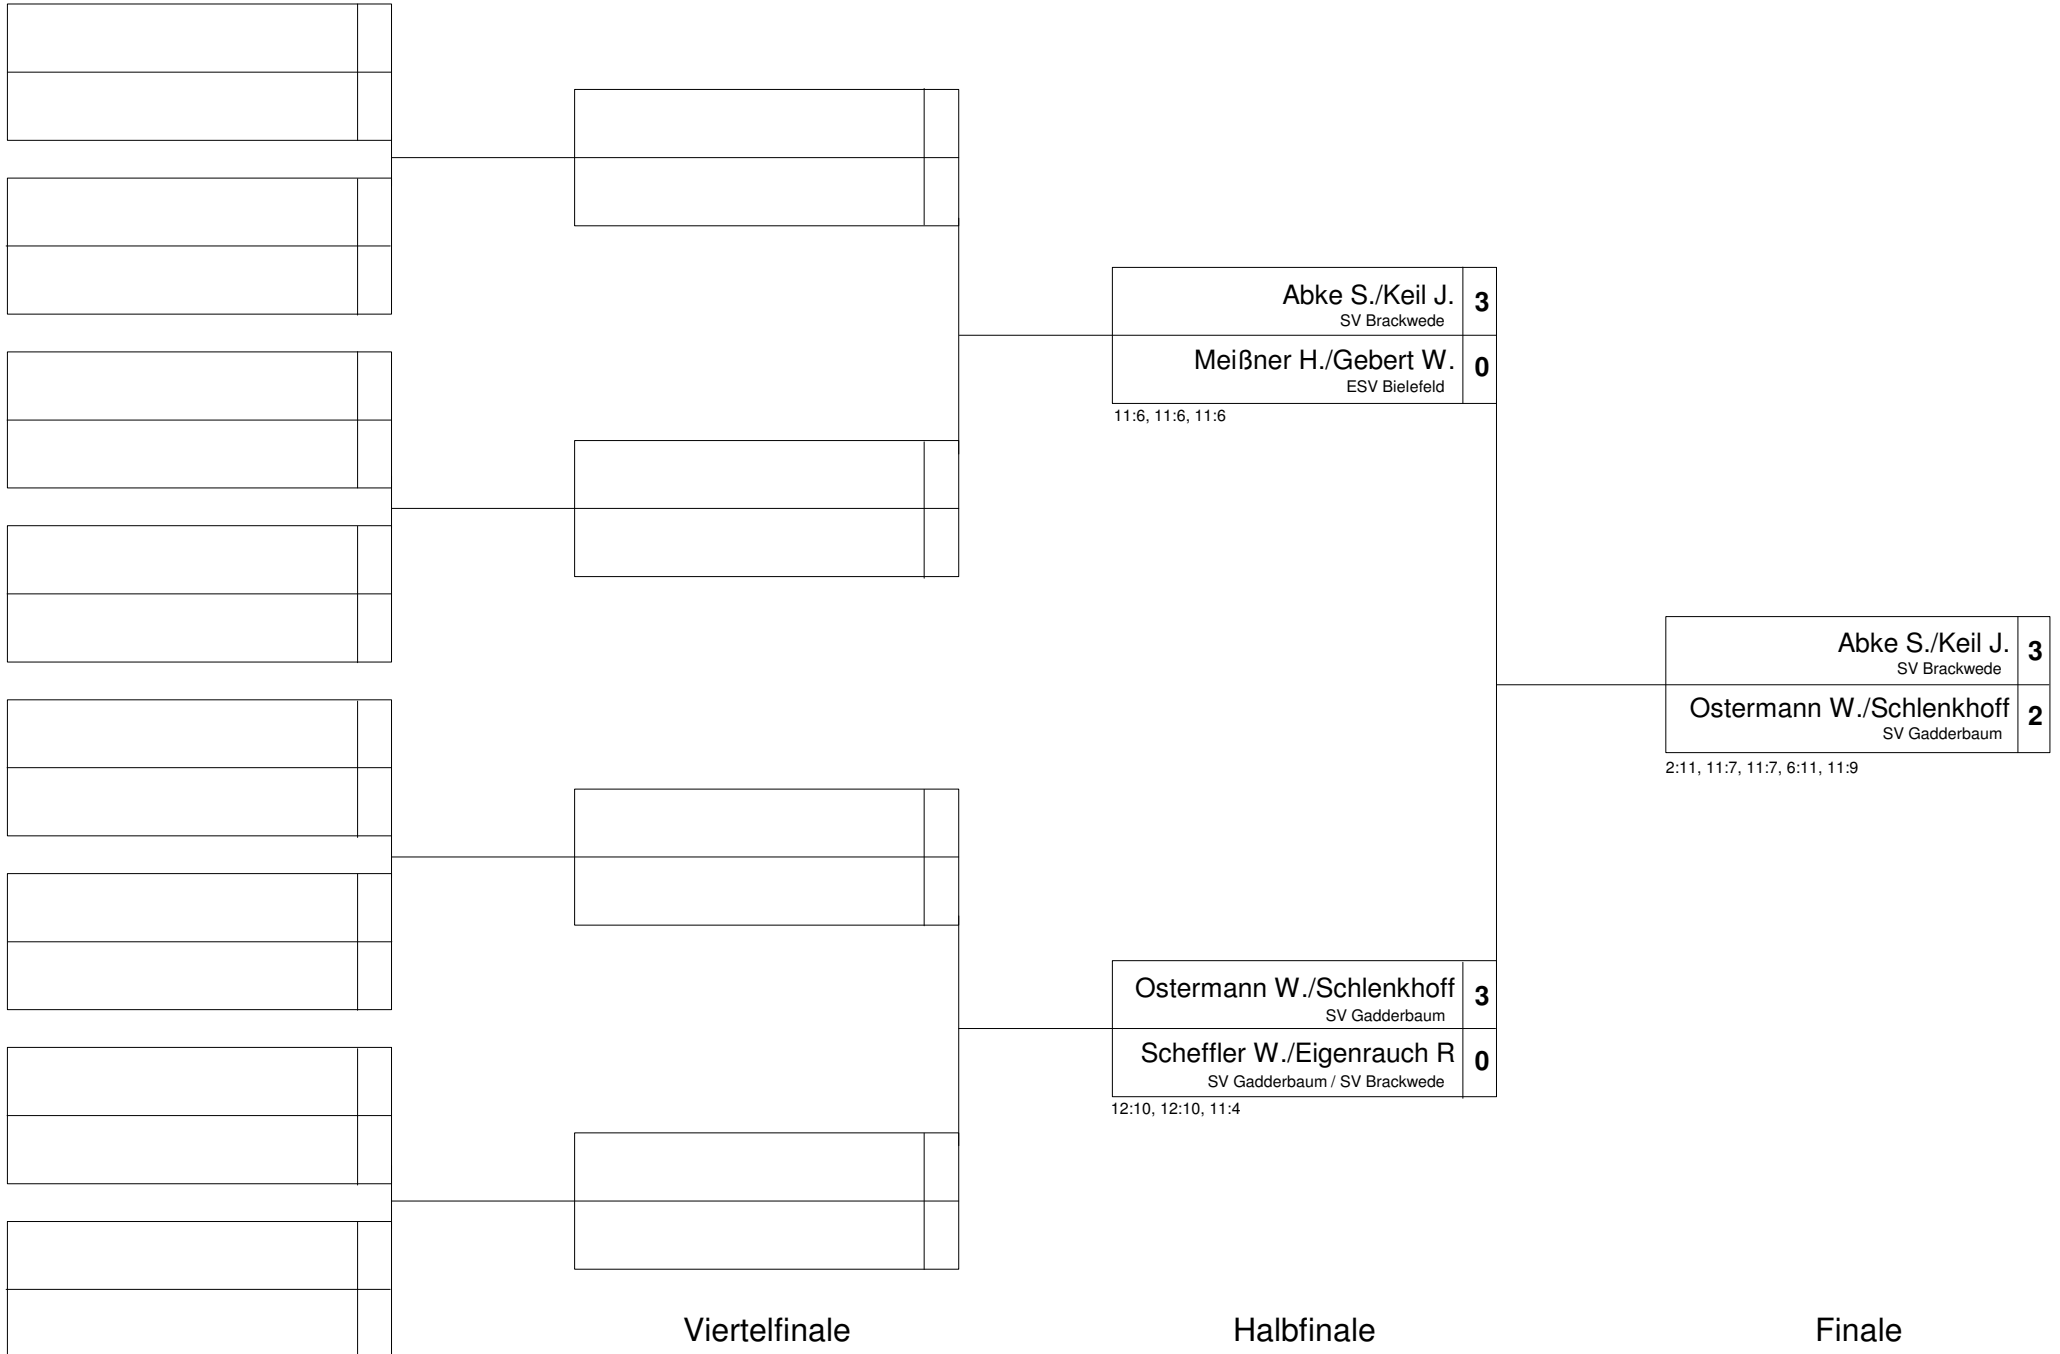 Abke S./Keil J. 3
SV Brackwede
Meißner H./Gebert W. 0
ESV Bielefeld
11:6, 11:6, 11:6
Abke S./Keil J. 3
SV Brackwede
Ostermann W./Schlenkhoff 2
SV Gadderbaum
2:11, 11:7, 11:7, 6:11, 11:9
Ostermann W./Schlenkhoff 3
SV Gadderbaum
Scheffler W./Eigenrauch R 0
SV Gadderbaum / SV Brackwede
12:10, 12:10, 11:4
Viertelfinale Halbfinale Finale